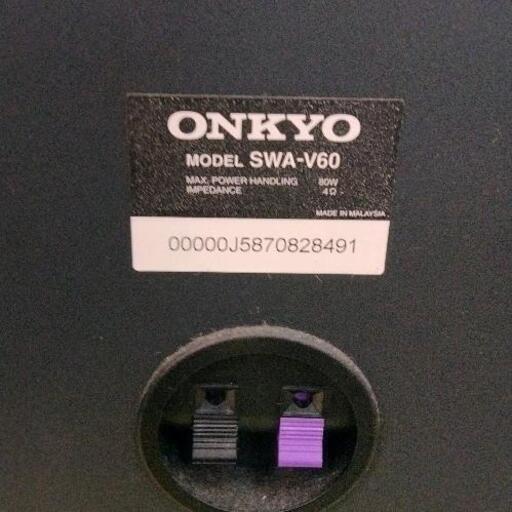 ONKYO
MODEL SWA-V60
MAX. POWER HANDLING 80W
IMPEDANCE 4Ω
MADE IN MALAYSIA
00000J5870828491